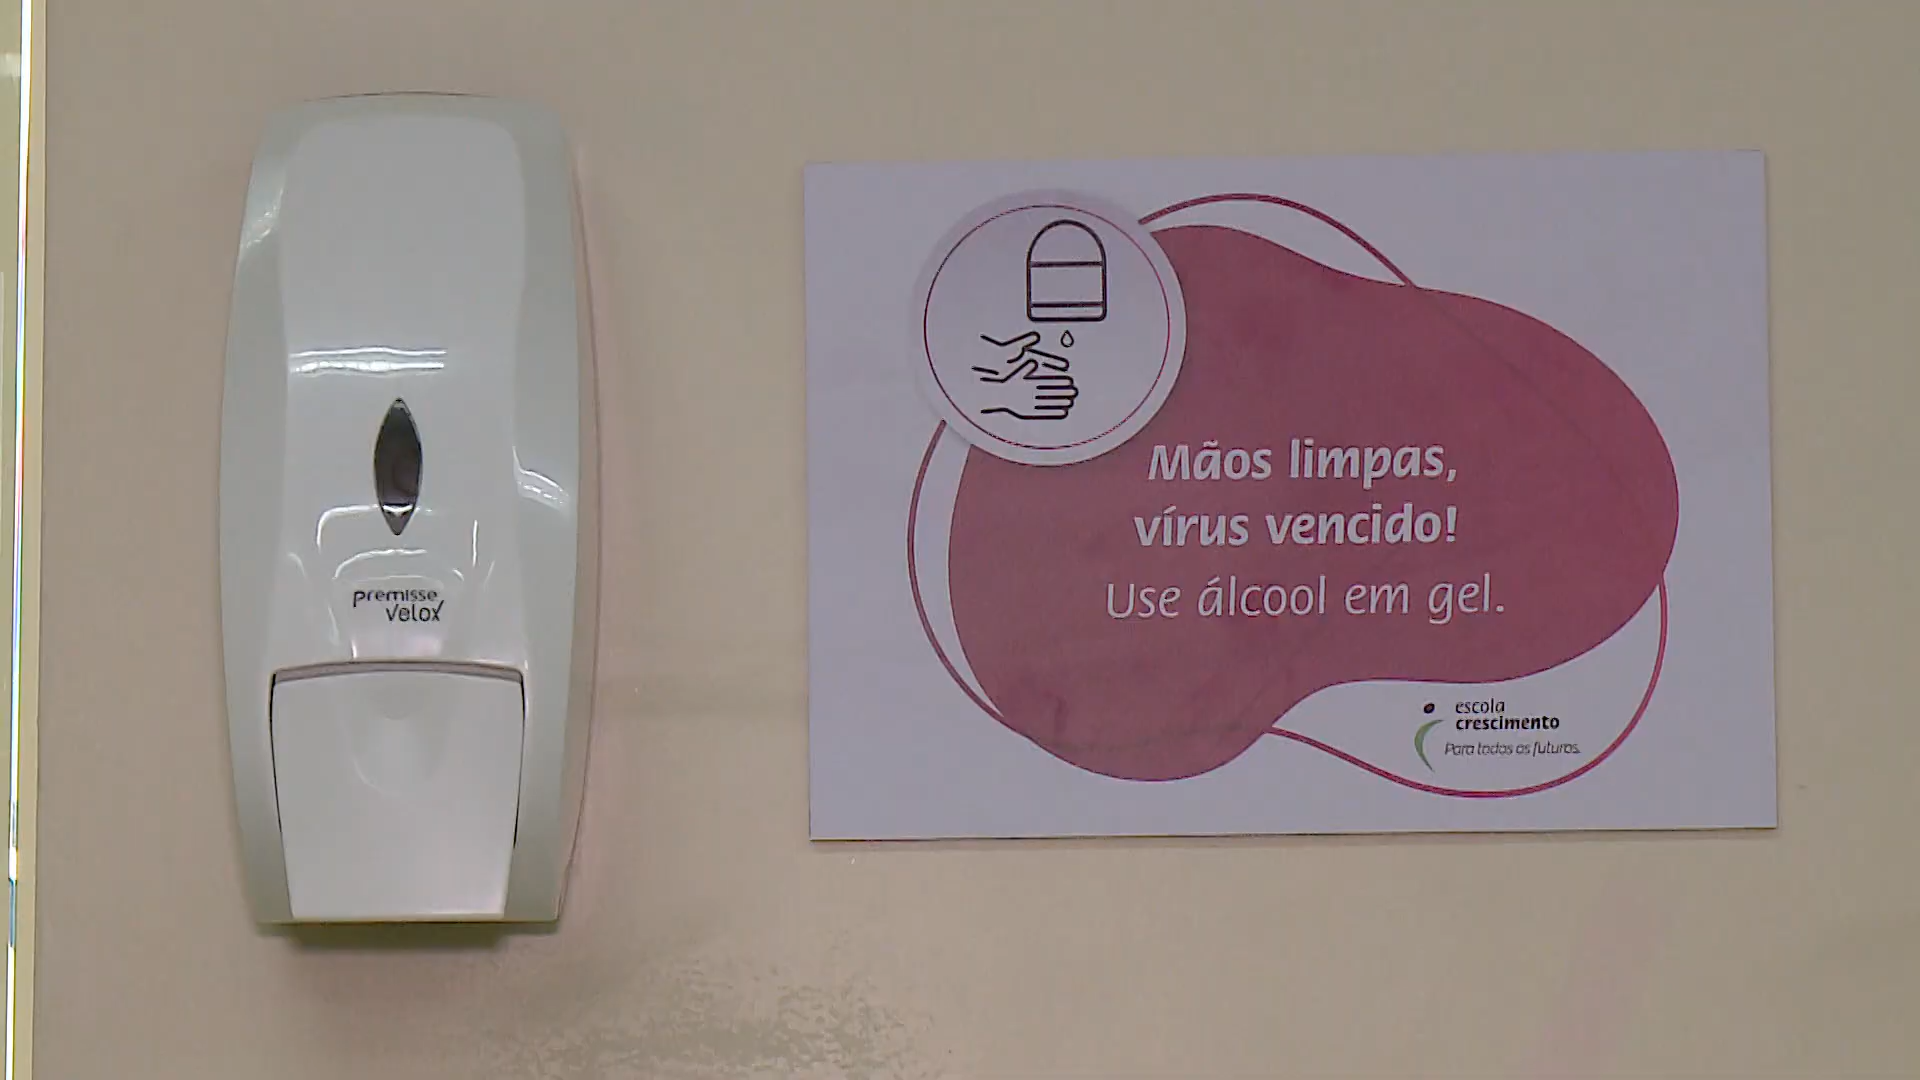 premisse
velox
Mãos limpas,
vírus vencido!
Use álcool em gel.
escola
crescimento
Para todos os futuros.